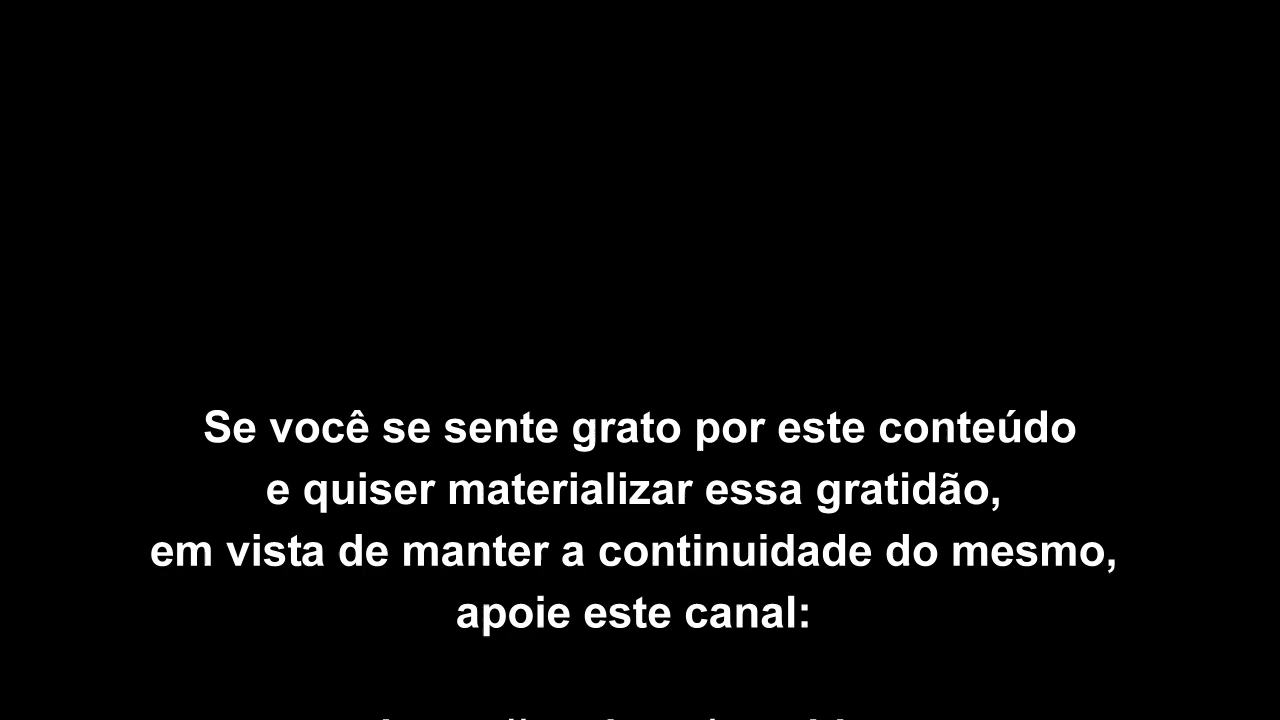 Se você se sente grato por este conteúdo
e quiser materializar essa gratidão,
em vista de manter a continuidade do mesmo,
apoie este canal: